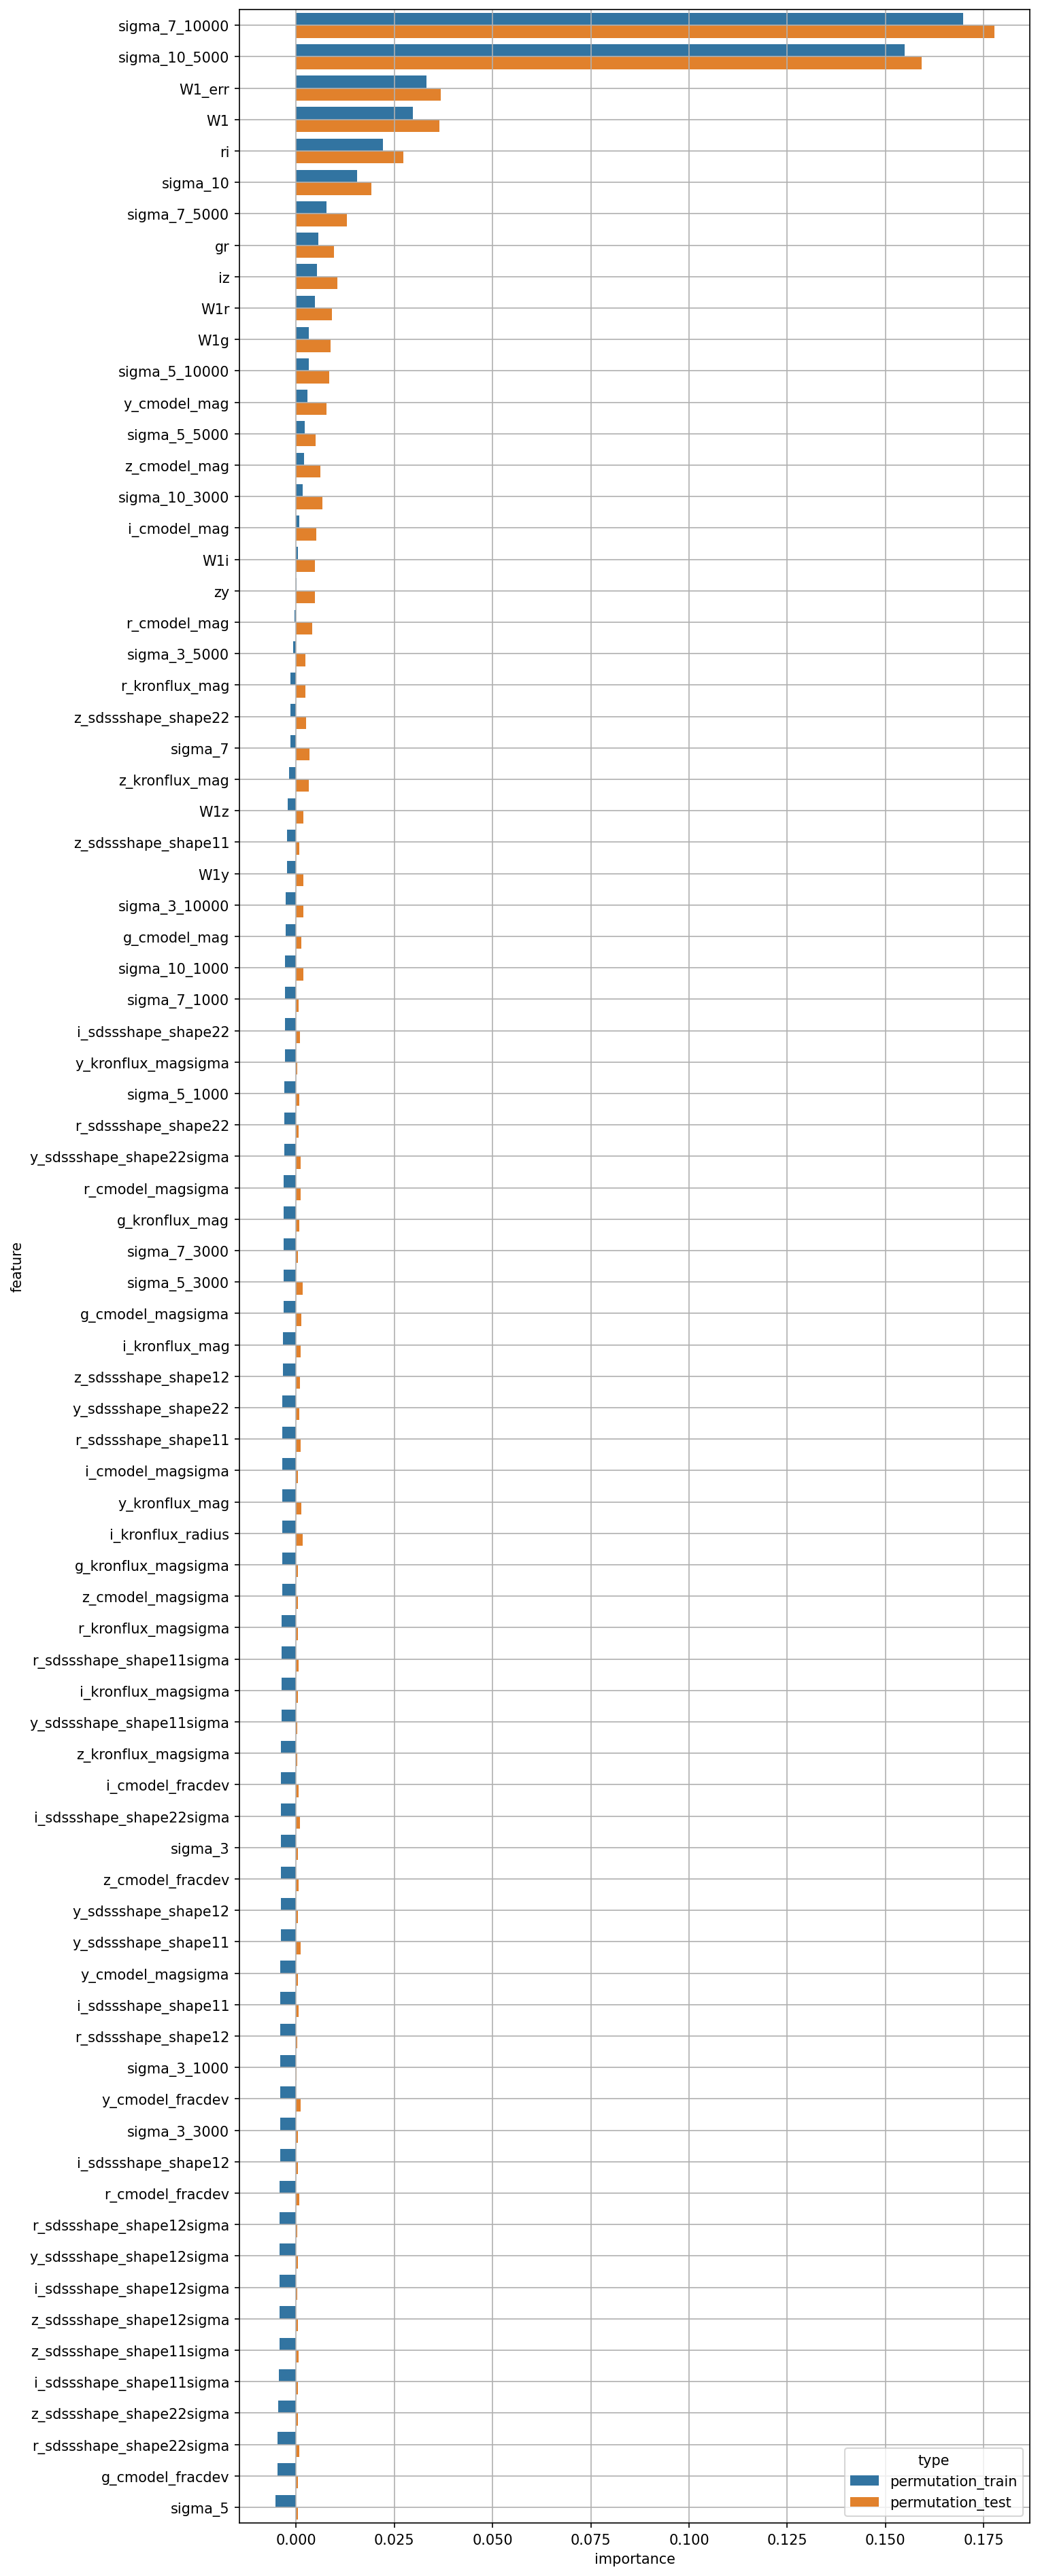 sigma_7_10000
sigma_10_5000
W1_err
W1
ri
sigma_10
sigma_7_5000
gr
iz
W1r
W1g
sigma_5_10000
y_cmodel_mag
sigma_5_5000
z_cmodel_mag
sigma_10_3000
i_cmodel_mag
W1i
zy
r_cmodel_mag
sigma_3_5000
r_kronflux_mag
z_sdssshape_shape22
sigma_7
z_kronflux_mag
W1z
z_sdssshape_shape11
W1y
sigma_3_10000
g_cmodel_mag
sigma_10_1000
sigma_7_1000
i_sdssshape_shape22
y_kronflux_magsigma
sigma_5_1000
r_sdssshape_shape22
y_sdssshape_shape22sigma
r_cmodel_magsigma
g_kronflux_mag
sigma_7_3000
sigma_5_3000
g_cmodel_magsigma
i_kronflux_mag
z_sdssshape_shape12
y_sdssshape_shape22
r_sdssshape_shape11
i_cmodel_magsigma
y_kronflux_mag
i_kronflux_radius
g_kronflux_magsigma
z_cmodel_magsigma
r_kronflux_magsigma
r_sdssshape_shape11sigma
i_kronflux_magsigma
y_sdssshape_shape11sigma
z_kronflux_magsigma
i_cmodel_fracdev
i_sdssshape_shape22sigma
sigma_3
z_cmodel_fracdev
y_sdssshape_shape12
y_sdssshape_shape11
y_cmodel_magsigma
i_sdssshape_shape11
r_sdssshape_shape12
sigma_3_1000
y_cmodel_fracdev
sigma_3_3000
i_sdssshape_shape12
r_cmodel_fracdev
r_sdssshape_shape12sigma
y_sdssshape_shape12sigma
i_sdssshape_shape12sigma
z_sdssshape_shape12sigma
z_sdssshape_shape11sigma
i_sdssshape_shape11sigma
z_sdssshape_shape22sigma
r_sdssshape_shape22sigma
g_cmodel_fracdev
sigma_5
feature
0.000 0.025 0.050 0.075 0.100 0.125 0.150 0.175
importance
type
permutation_train
permutation_test